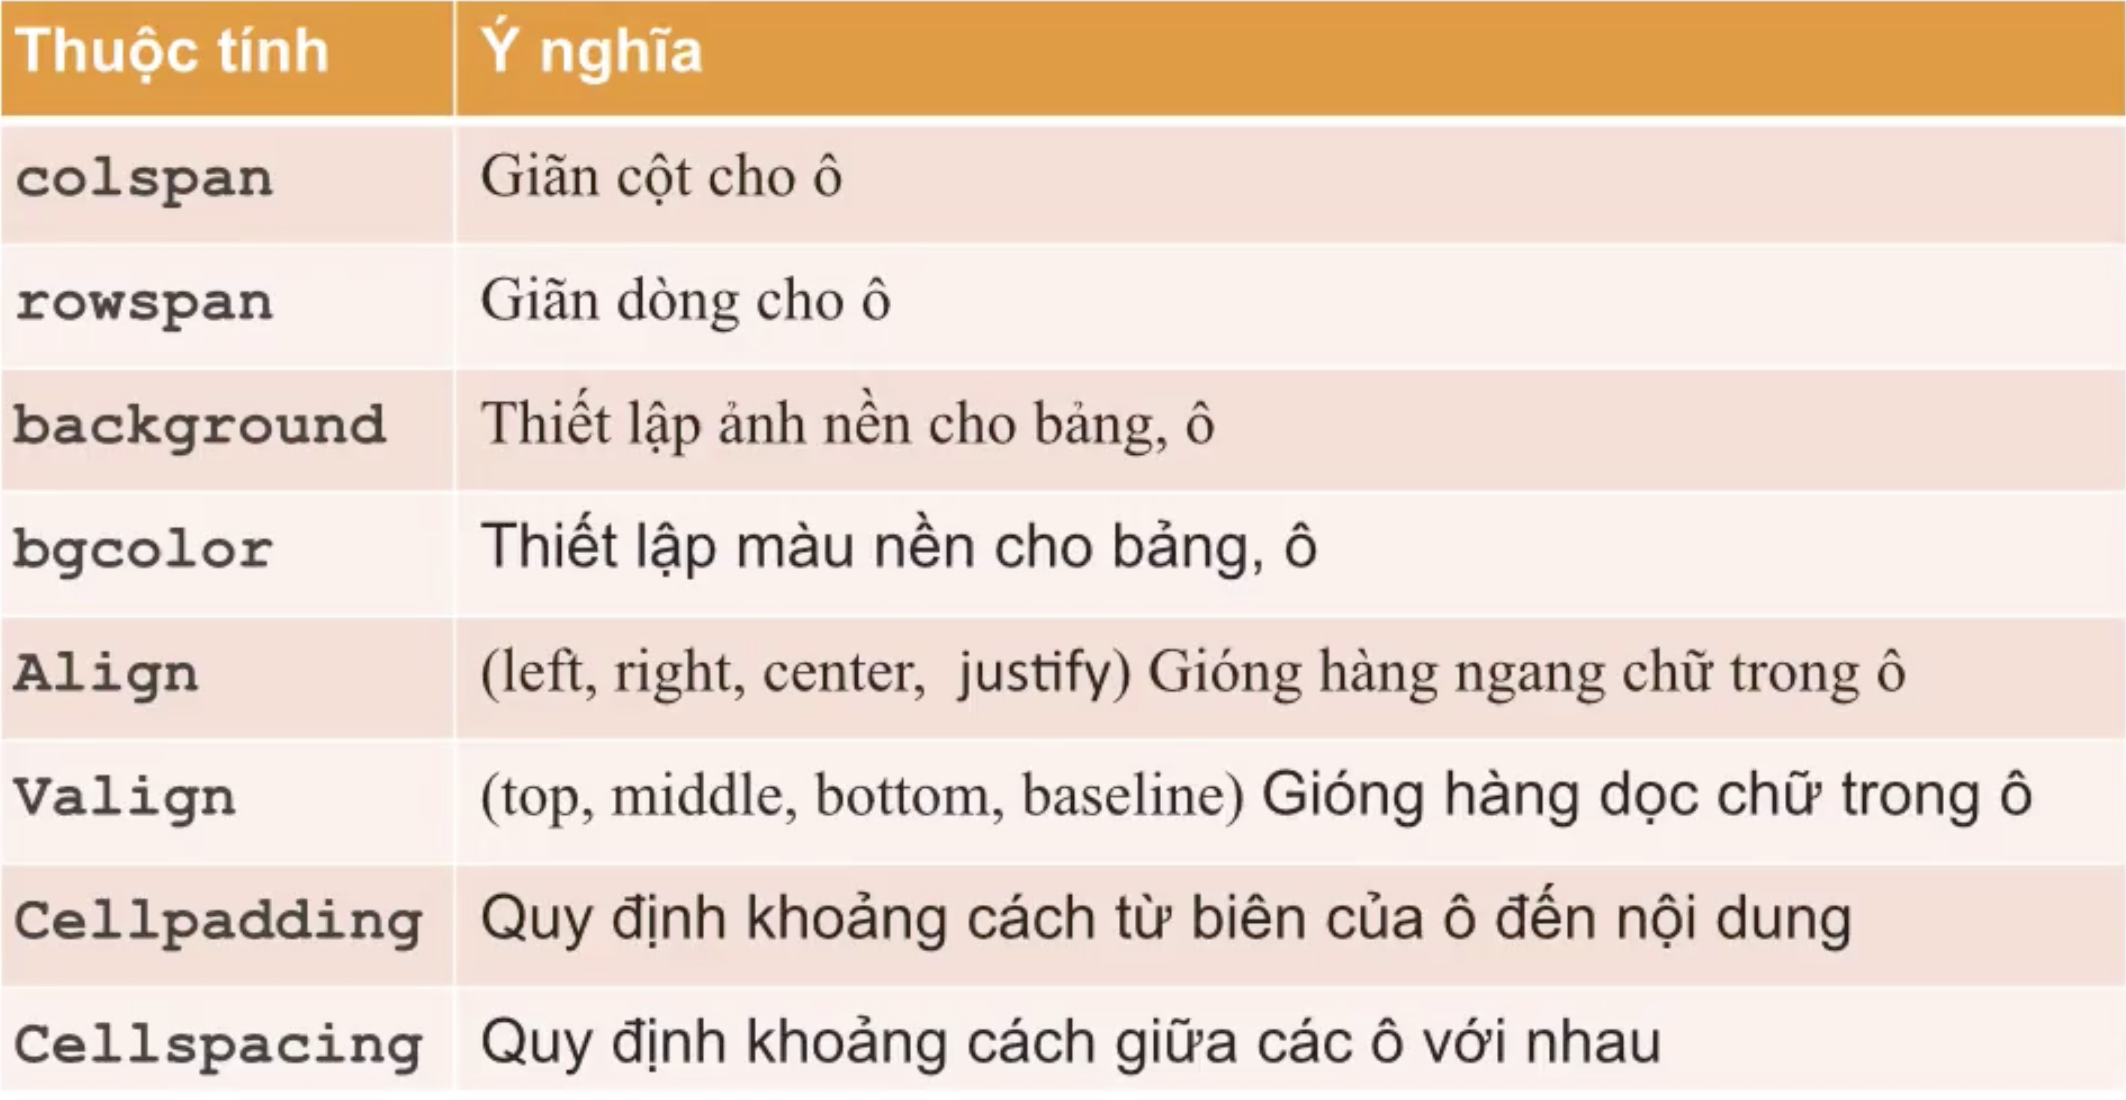 Thuộc tính Ý nghĩa
colspan Giãn cột cho ô
rowspan Giãn dòng cho ô
background Thiết lập ảnh nền cho bảng, ô
bgcolor Thiết lập màu nền cho bảng, ô
Align (left, right, center, justify) Gióng hàng ngang chữ trong ô
Valign (top, middle, bottom, baseline) Gióng hàng dọc chữ trong ô
Cellpadding Quy định khoảng cách từ biên của ô đến nội dung
Cellspacing Quy định khoảng cách giữa các ô với nhau